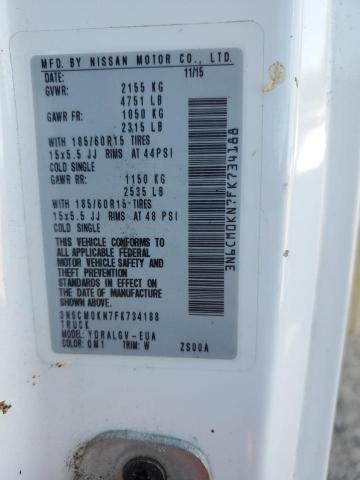 MFD. BY NISSAN MOTOR CO., LTD.
DATE: 11/15
GVWR: 2155 KG
4751 LB
GAWR FR: 1050 KG
2315 LB
WITH 185/60R15 TIRES
15x5.5 JJ RIMS AT 44PSI
COLD SINGLE
GAWR RR: 1150 KG
2535 LB
WITH 185/60R15 TIRES
15x5.5 JJ RIMS AT 48 PSI
COLD SINGLE
THIS VEHICLE CONFORMS TO
ALL APPLICABLE FEDERAL
MOTOR VEHICLE SAFETY AND
THEFT PREVENTION
STANDARDS IN EFFECT ON
THE DATE OF MANUFACTURE
SHOWN ABOVE.
3N6CM0KN7FK734188
TRUCK
MODEL: YDRALGV-EUA
COLOR: QM1 TRIM: W ZS00A
3N6CM0KN7FK734188